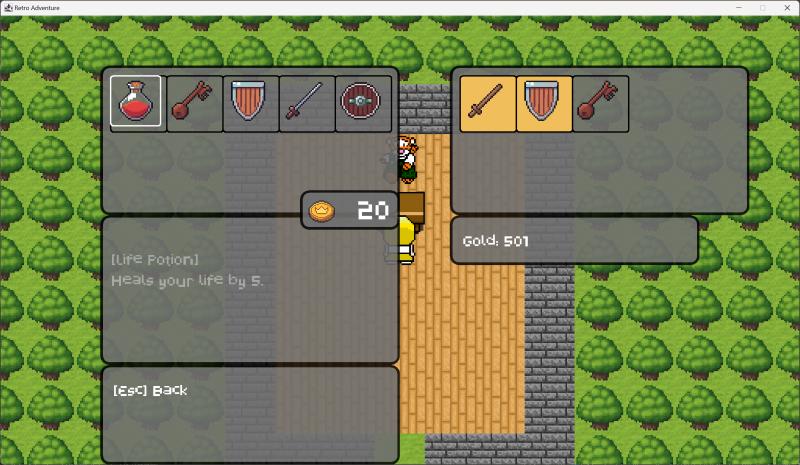 Retro Adventure
20
Gold: 501
[Life Potion]
Heals your life by 5.
[Esc] Back